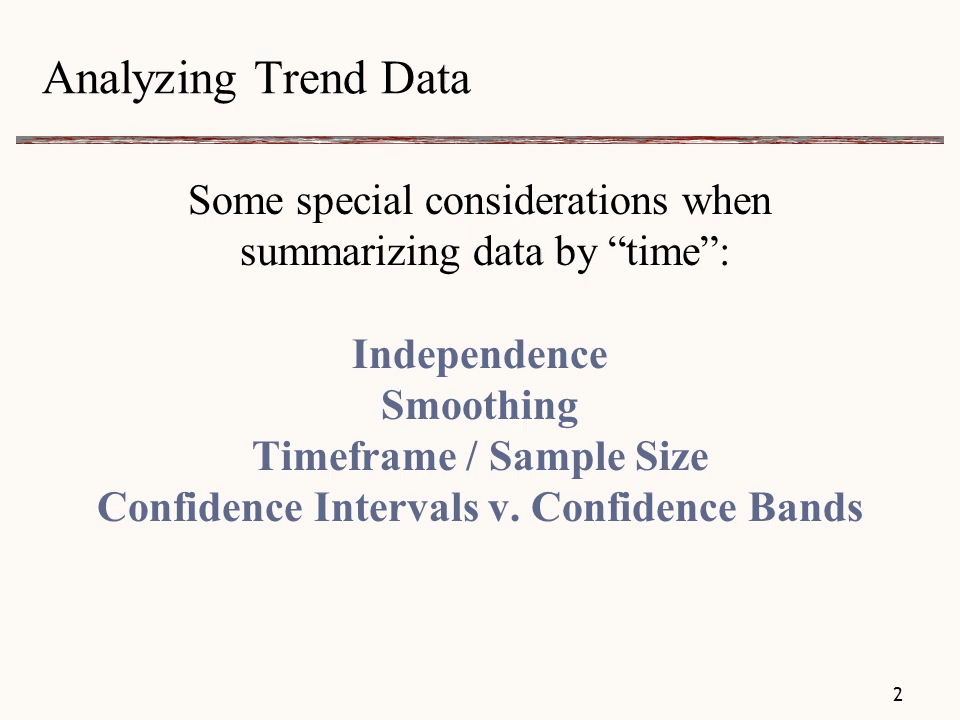 Analyzing Trend Data
Some special considerations when
summarizing data by “time”:
Independence
Smoothing
Timeframe / Sample Size
Confidence Intervals v. Confidence Bands
2